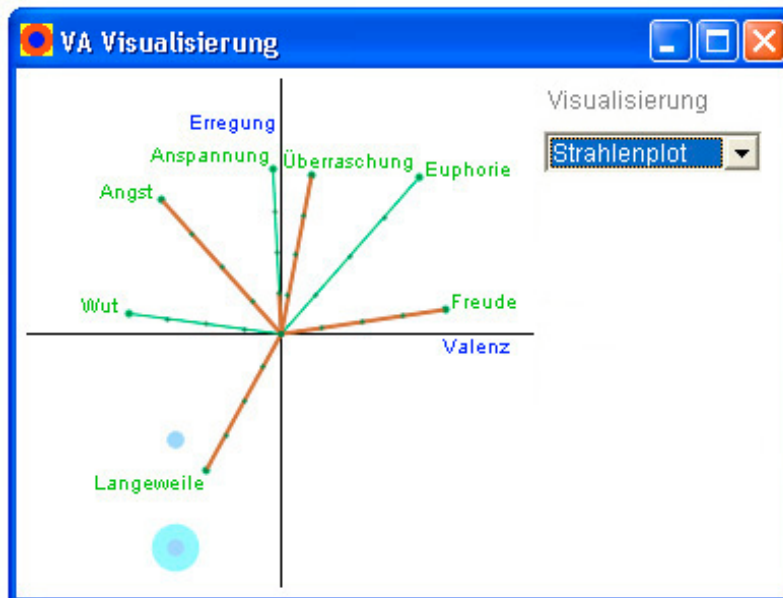 VA Visualisierung
Visualisierung
Strahlenplot
Erregung
Anspannung
Überraschung
Euphorie
Angst
Wut
Freude
Valenz
Langeweile